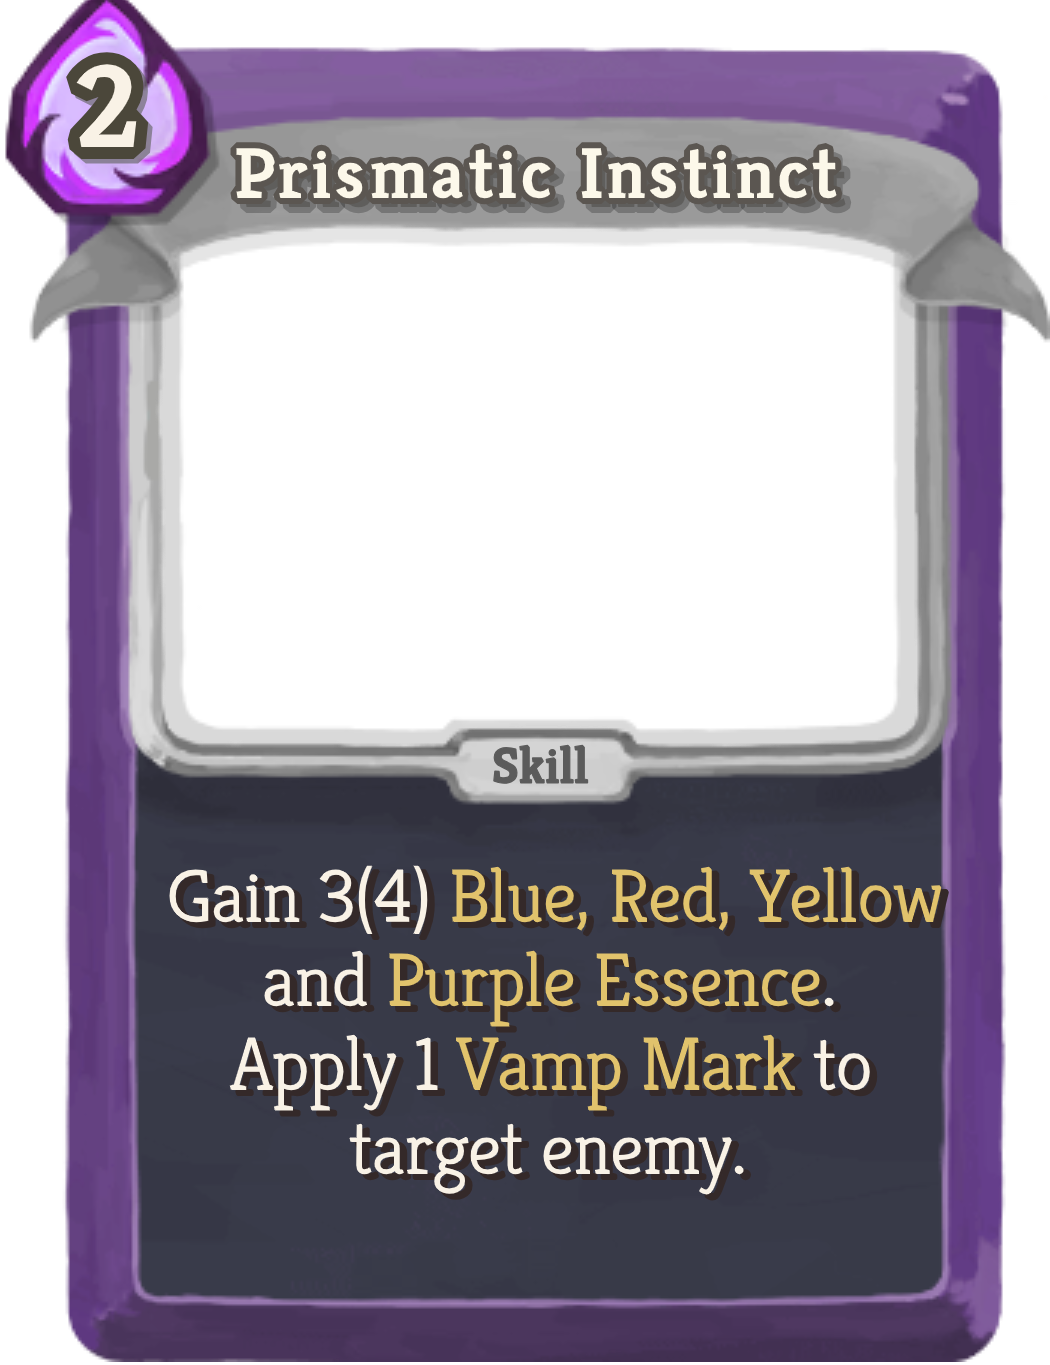 2
Prismatic Instinct
Skill
Gain 3(4) Blue, Red, Yellow
and Purple Essence.
Apply 1 Vamp Mark to
target enemy.